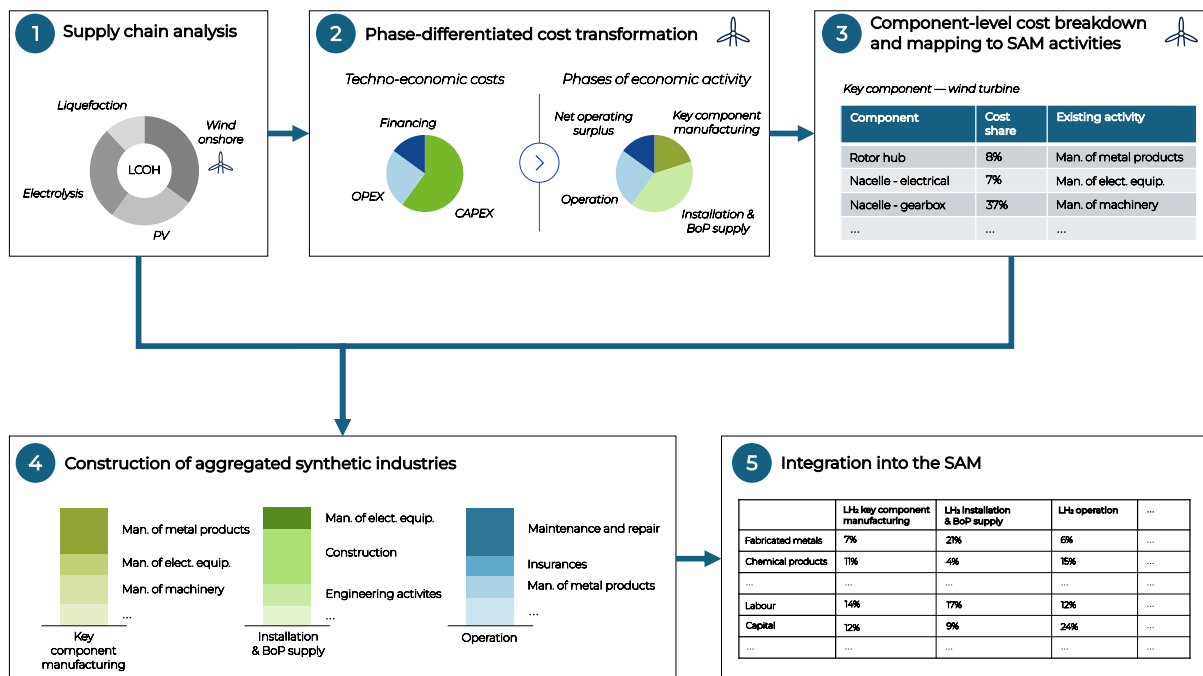 1
Supply chain analysis
Liquefaction
Wind
onshore
LCOH
Electrolysis
PV
2
Phase-differentiated cost transformation
Techno-economic costs
Phases of economic activity
Financing
OPEX
CAPEX
>
Net operating
surplus
Key component
manufacturing
Operation
Installation &
BoP supply
3
Component-level cost breakdown
and mapping to SAM activities
Key component — wind turbine
Component Cost share Existing activity
Rotor hub 8% Man. of metal products
Nacelle - electrical 7% Man. of elect. equip.
Nacelle - gearbox 37% Man. of machinery
... ... ...
4
Construction of aggregated synthetic industries
Man. of metal products
Man. of elect. equip.
Man. of machinery
...
Key
component
manufacturing
Man. of elect. equip.
Construction
Engineering activites
...
Installation
& BoP supply
Maintenance and repair
Insurances
Man. of metal products
...
Operation
5
Integration into the SAM
LH₂ key component manufacturing LH₂ installation & BoP supply LH₂ operation ...
Fabricated metals 7% 21% 6% ...
Chemical products 11% 4% 15% ...
... ... ... ... ...
Labour 14% 17% 12% ...
Capital 12% 9% 24% ...
... ... ... ... ...